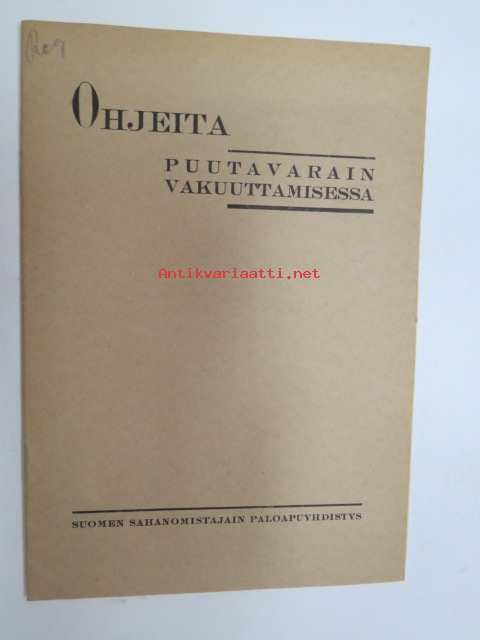 OHJEITA
PUUTAVARAIN
VAKUUTTAMISESSA
Antikvariaatti.net
SUOMEN SAHANOMISTAJAIN PALOAPUYHDISTYS